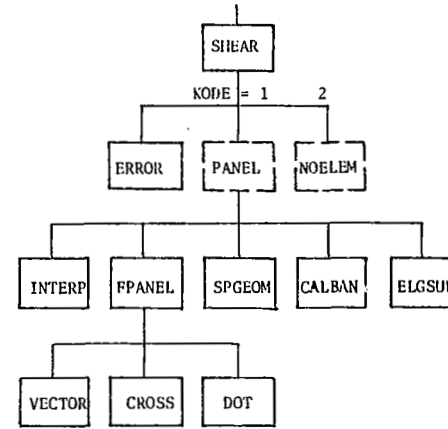 SHEAR
KODE = 1 2
ERROR PANEL NOELEM
INTERP FPANEL SPGEOM CALBAN
VECTOR CROSS DOT